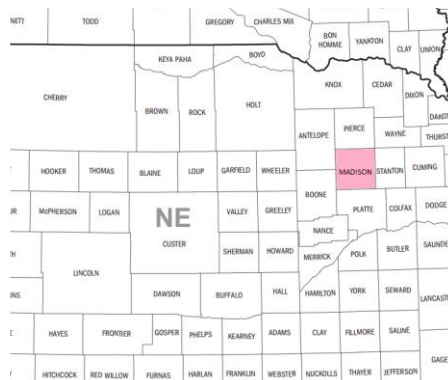 NETT
TODD
GREGORY
CHARLES MIX
BON HOMME
YANKTON
CLAY
UNION
KEYA PAHA
BOYD
CHERRY
BROWN
ROCK
HOLT
KNOX
CEDAR
DIXON
DAKO
ANTELOPE
PIERCE
WAYNE
THURST
HOOKER
THOMAS
BLAINE
LOUP
GARFIELD
WHEELER
MADISON
STANTON
CUMING
BOONE
UR
McPHERSON
LOGAN
NE
VALLEY
GREELEY
PLATTE
COLFAX
DODGE
NANCE
CUSTER
TH
LINCOLN
SHERMAN
HOWARD
MERRICK
POLK
BUTLER
SAUNDE
INS
DAWSON
BUFFALO
HALL
HAMILTON
YORK
SEWARD
LANCAST
E
HAYES
FRONTIER
GOSPER
PHELPS
KEARNEY
ADAMS
CLAY
FILLMORE
SALINE
GAGE
Y
HITCHCOCK
RED WILLOW
FURNAS
HARLAN
FRANKLIN
WEBSTER
NUCKOLLS
THAYER
JEFFERSON